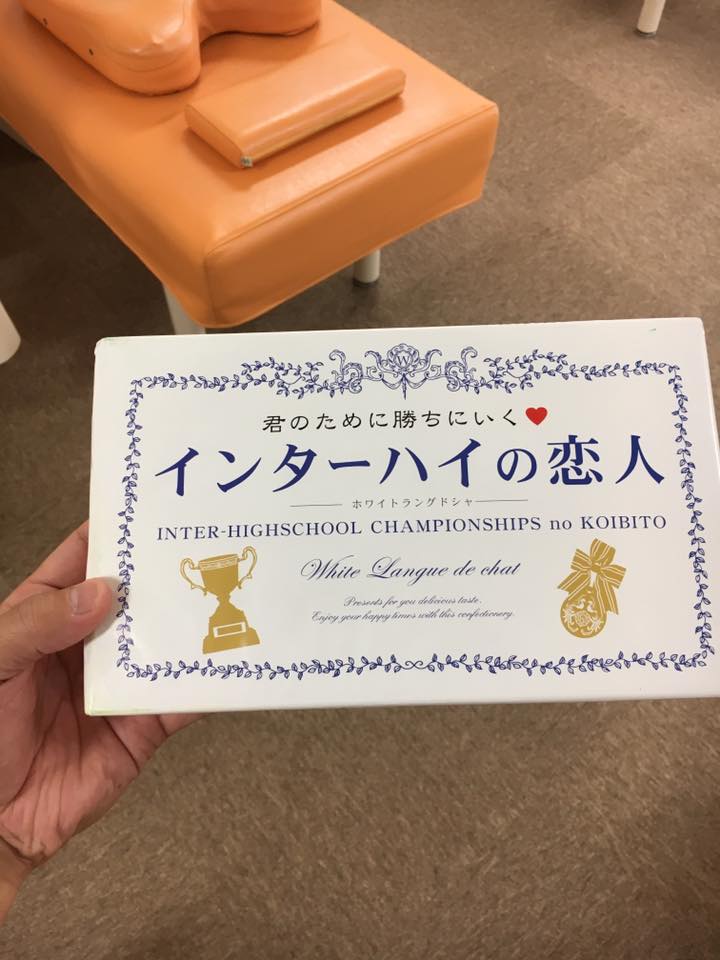 W
君のために勝ちにいく♥
インターハイの恋人
ホワイトラングドシャ
INTER-HIGHSCHOOL CHAMPIONSHIPS no KOIBITO
White Langue de chat
Presents for you delicious taste.
Enjoy your happy times with this confectionery.